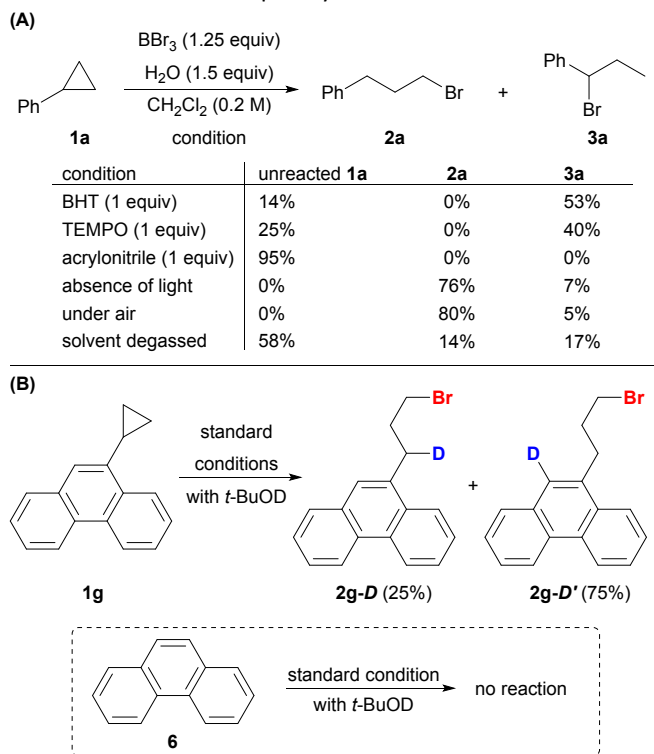 (A)
BBr3 (1.25 equiv)
H2O (1.5 equiv)
CH2Cl2 (0.2 M)
condition
Ph
1a
Ph
Br
2a
+
Ph
Br
3a
condition unreacted 1a 2a 3a
BHT (1 equiv) 14% 0% 53%
TEMPO (1 equiv) 25% 0% 40%
acrylonitrile (1 equiv) 95% 0% 0%
absence of light 0% 76% 7%
under air 0% 80% 5%
solvent degassed 58% 14% 17%
(B)
1g
standard
conditions
with t-BuOD
Br
D
2g-D (25%)
+
Br
D
2g-D' (75%)
6
standard condition
with t-BuOD
no reaction